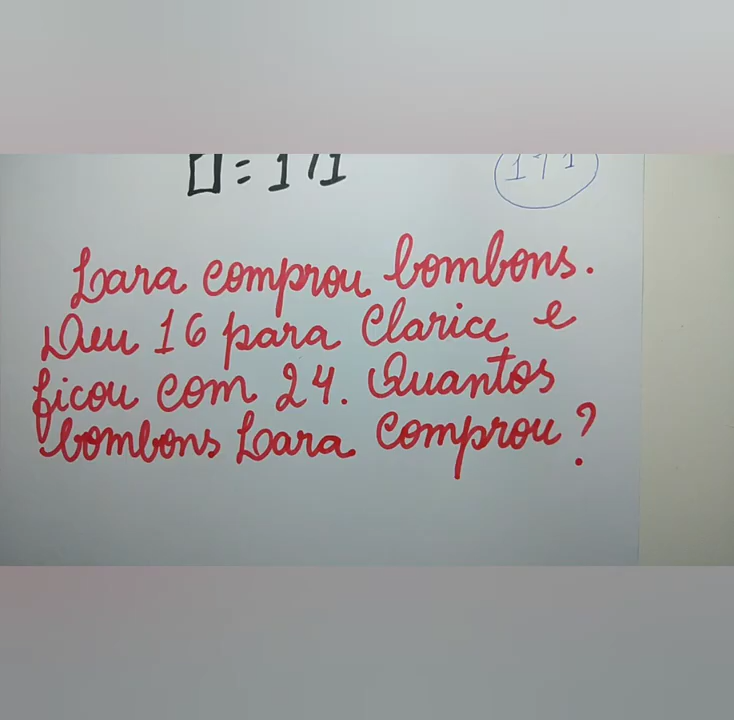 Lara comprou bombons.
Deu 16 para Clarice e
ficou com 24. Quantos
bombons Lara comprou?